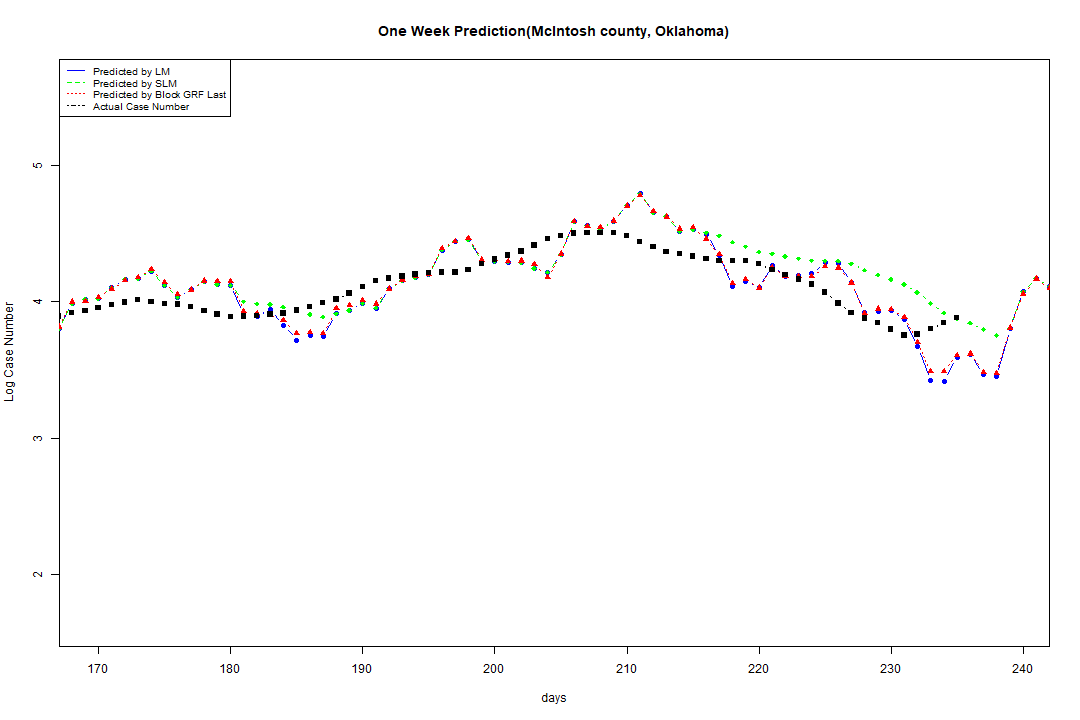 One Week Prediction(McIntosh county, Oklahoma)
Predicted by LM
Predicted by SLM
Predicted by Block GRF Last
Actual Case Number
5
4
3
2
Log Case Number
170 180 190 200 210 220 230 240
days